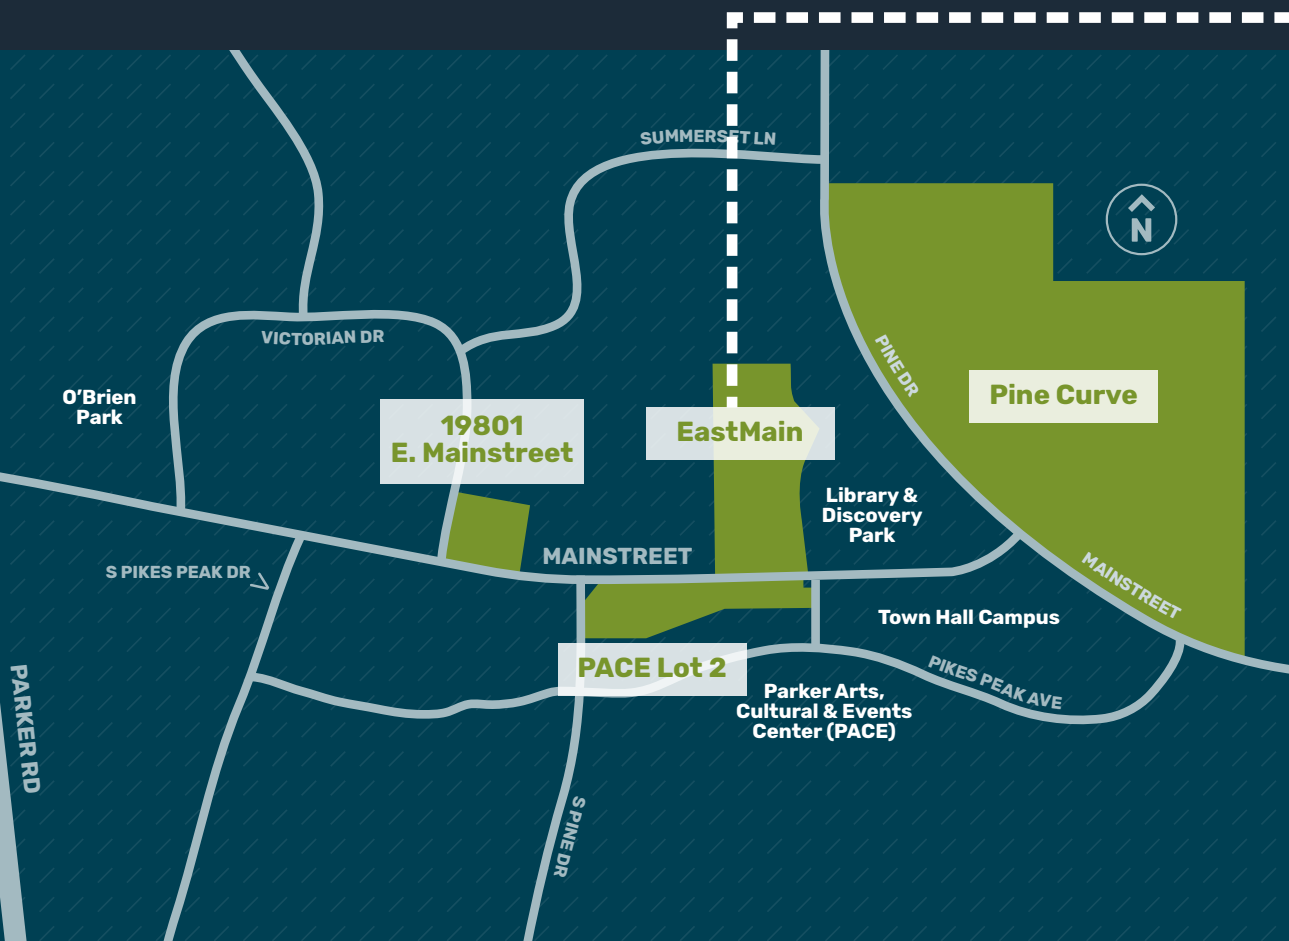 SUMMERSET LN
N
VICTORIAN DR
PINE DR
O'Brien
Park
19801
E. Mainstreet
EastMain
Pine Curve
Library &
Discovery
Park
MAINSTREET
S PIKES PEAK DR
MAINSTREET
Town Hall Campus
PACE Lot 2
PIKES PEAK AVE
Parker Arts,
Cultural & Events
Center (PACE)
PARKER RD
S PINE DR